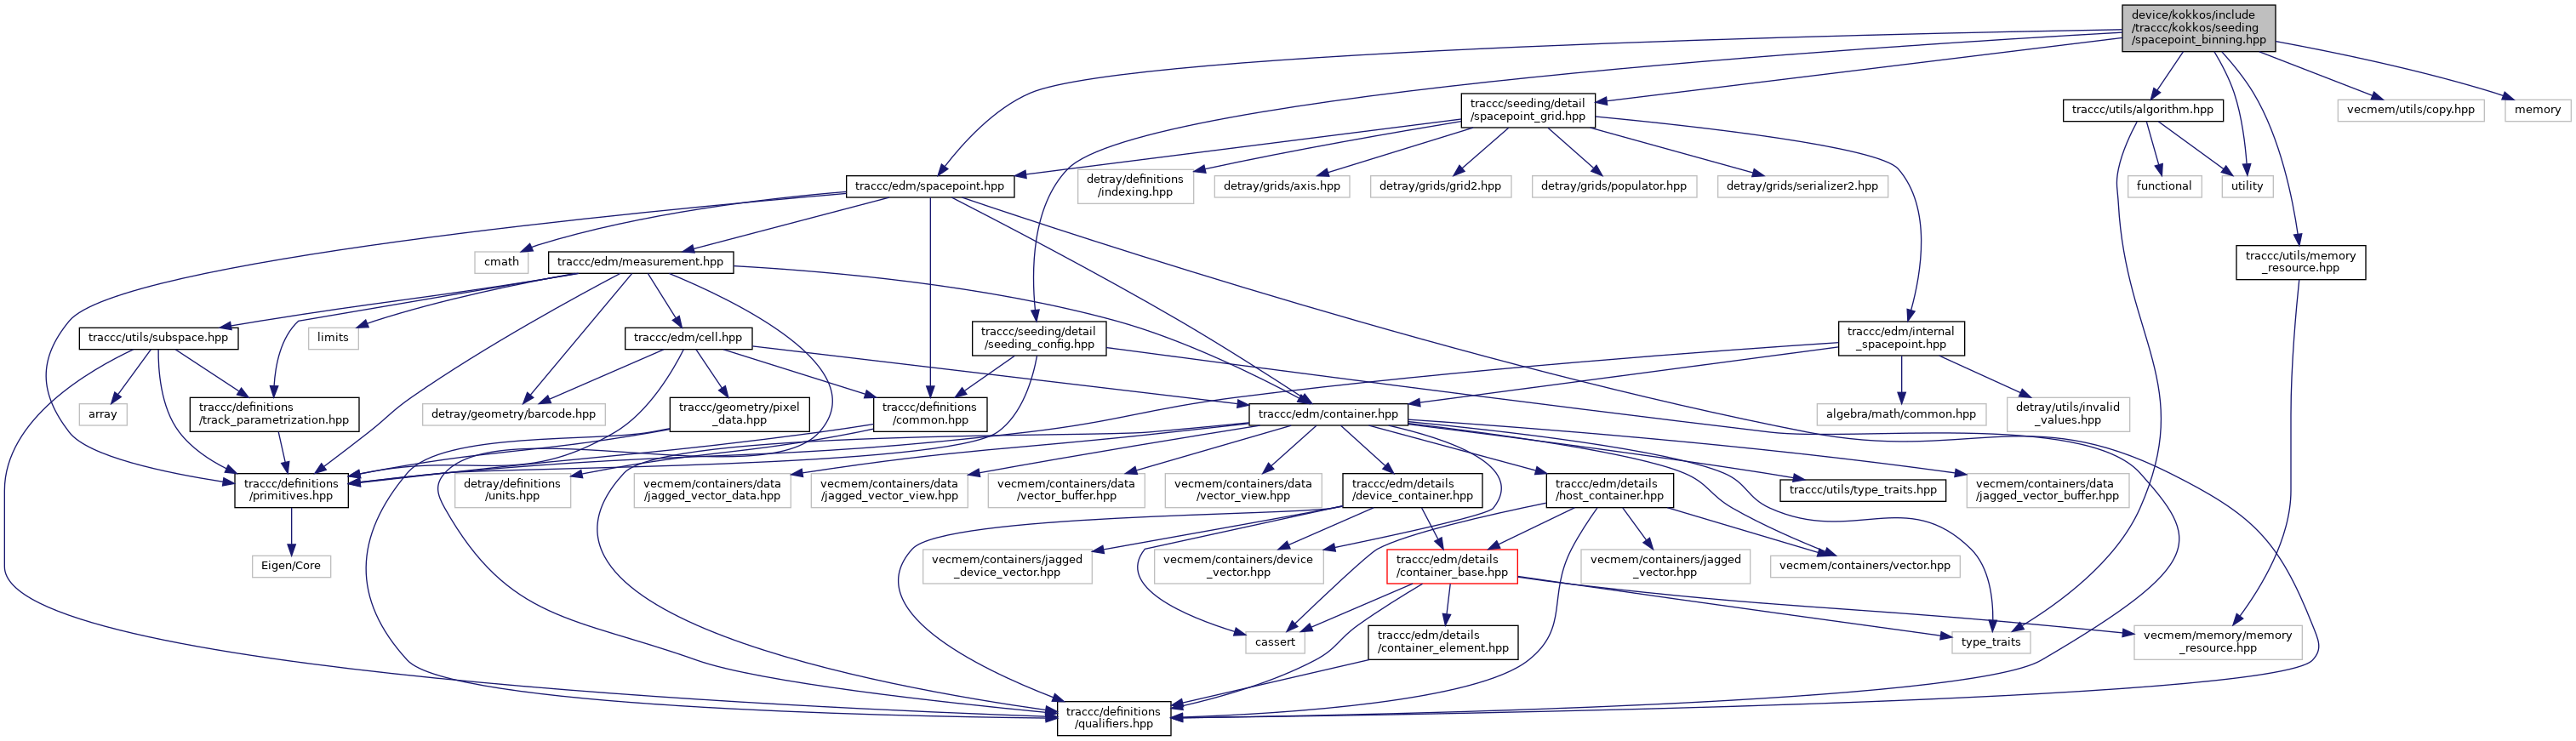 device/kokkos/include
/traccc/kokkos/seeding
/spacepoint_binning.hpp
traccc/seeding/detail
/spacepoint_grid.hpp
traccc/utils/algorithm.hpp
vecmem/utils/copy.hpp
memory
traccc/edm/spacepoint.hpp
detray/definitions
/indexing.hpp
detray/grids/axis.hpp
detray/grids/grid2.hpp
detray/grids/populator.hpp
detray/grids/serializer2.hpp
functional
utility
cmath
traccc/edm/measurement.hpp
traccc/utils/memory
_resource.hpp
traccc/utils/subspace.hpp
limits
traccc/edm/cell.hpp
traccc/seeding/detail
/seeding_config.hpp
traccc/edm/internal
_spacepoint.hpp
array
traccc/definitions
/track_parametrization.hpp
detray/geometry/barcode.hpp
traccc/geometry/pixel
_data.hpp
traccc/definitions
/common.hpp
traccc/edm/container.hpp
algebra/math/common.hpp
detray/utils/invalid
_values.hpp
traccc/definitions
/primitives.hpp
detray/definitions
/units.hpp
vecmem/containers/data
/jagged_vector_data.hpp
vecmem/containers/data
/jagged_vector_view.hpp
vecmem/containers/data
/vector_buffer.hpp
vecmem/containers/data
/vector_view.hpp
traccc/edm/details
/device_container.hpp
traccc/edm/details
/host_container.hpp
traccc/utils/type_traits.hpp
vecmem/containers/data
/jagged_vector_buffer.hpp
Eigen/Core
vecmem/containers/jagged
_device_vector.hpp
vecmem/containers/device
_vector.hpp
traccc/edm/details
/container_base.hpp
vecmem/containers/jagged
_vector.hpp
vecmem/containers/vector.hpp
cassert
traccc/edm/details
/container_element.hpp
type_traits
vecmem/memory/memory
_resource.hpp
traccc/definitions
/qualifiers.hpp